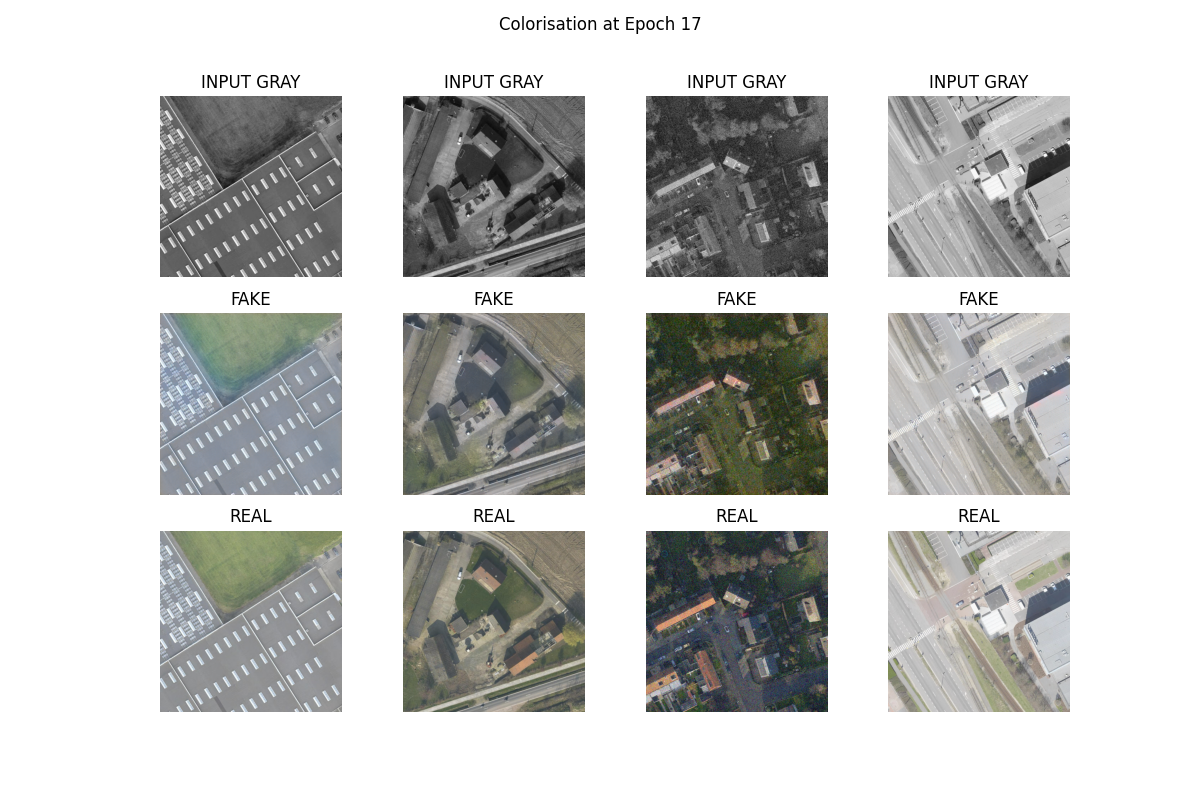 Colorisation at Epoch 17
INPUT GRAY INPUT GRAY INPUT GRAY INPUT GRAY
FAKE FAKE FAKE FAKE
REAL REAL REAL REAL